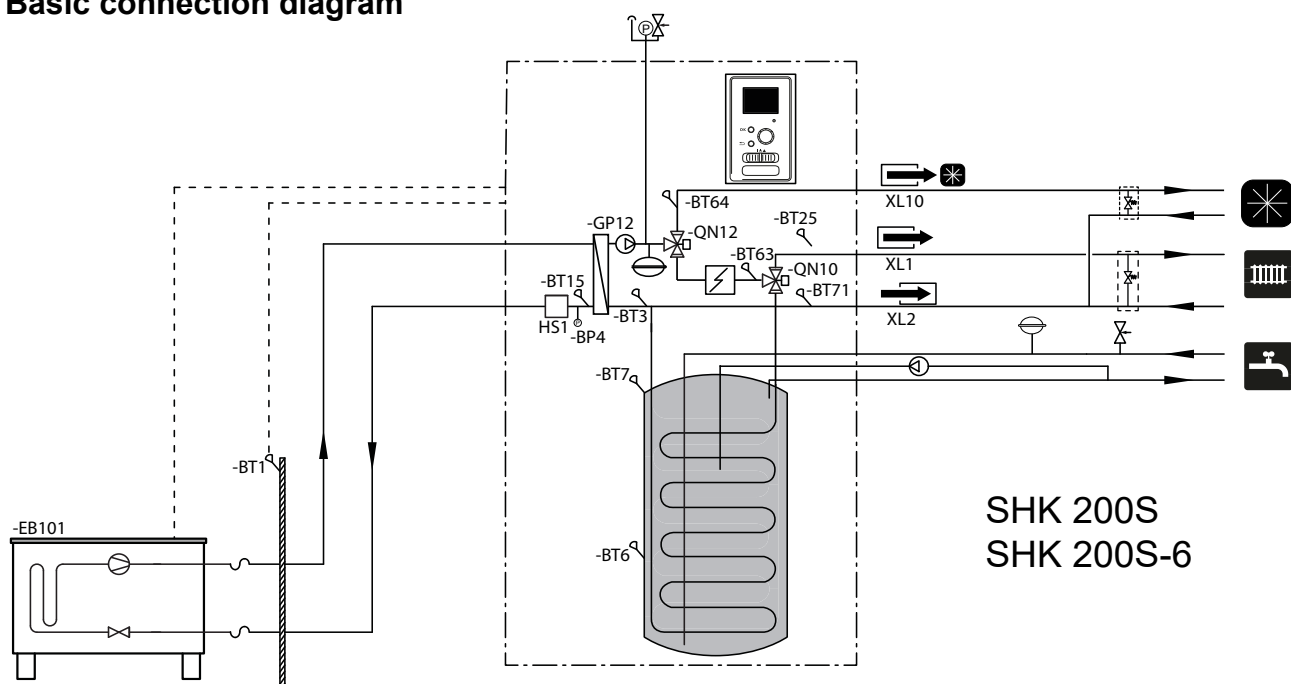 Basic connection diagram
P
OK
-BT64
XL10
-GP12
-QN12
-BT25
-BT63
XL1
-QN10
-BT15
-BT71
HS1
-BT3
XL2
-BP4
P
-BT7
-BT1
SHK 200S
-EB101
SHK 200S-6
-BT6